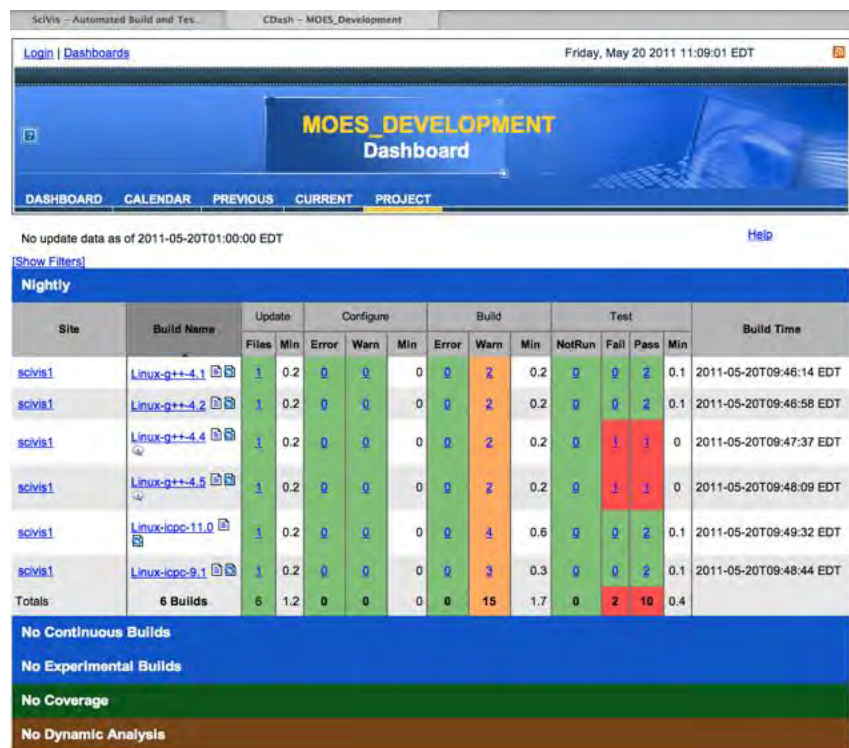 SciVis – Automated Build and Tes... CDash – MOES_Development
Login | Dashboards Friday, May 20 2011 11:09:01 EDT
MOES_DEVELOPMENT
Dashboard
DASHBOARD CALENDAR PREVIOUS CURRENT PROJECT
No update data as of 2011-05-20T01:00:00 EDT Help
[Show Filters]
Nightly
Site Build Name Update Configure Build Test Build Time
Files Min Error Warn Min Error Warn Min NotRun Fail Pass Min
scivis1 Linux-g++-4.1 1 0.2 0 0 0 0 2 0.2 0 0 2 0.1 2011-05-20T09:46:14 EDT
scivis1 Linux-g++-4.2 1 0.2 0 0 0 0 2 0.2 0 0 2 0.1 2011-05-20T09:46:58 EDT
scivis1 Linux-g++-4.4 1 0.2 0 0 0 0 2 0.2 0 1 1 0 2011-05-20T09:47:37 EDT
scivis1 Linux-g++-4.5 1 0.2 0 0 0 0 2 0.2 0 1 1 0 2011-05-20T09:48:09 EDT
scivis1 Linux-icpc-11.0 1 0.2 0 0 0 0 4 0.6 0 0 2 0.1 2011-05-20T09:49:32 EDT
scivis1 Linux-icpc-9.1 1 0.2 0 0 0 0 3 0.3 0 0 2 0.1 2011-05-20T09:48:44 EDT
Totals 6 Builds 6 1.2 0 0 0 0 15 1.7 0 2 10 0.4
No Continuous Builds
No Experimental Builds
No Coverage
No Dynamic Analysis